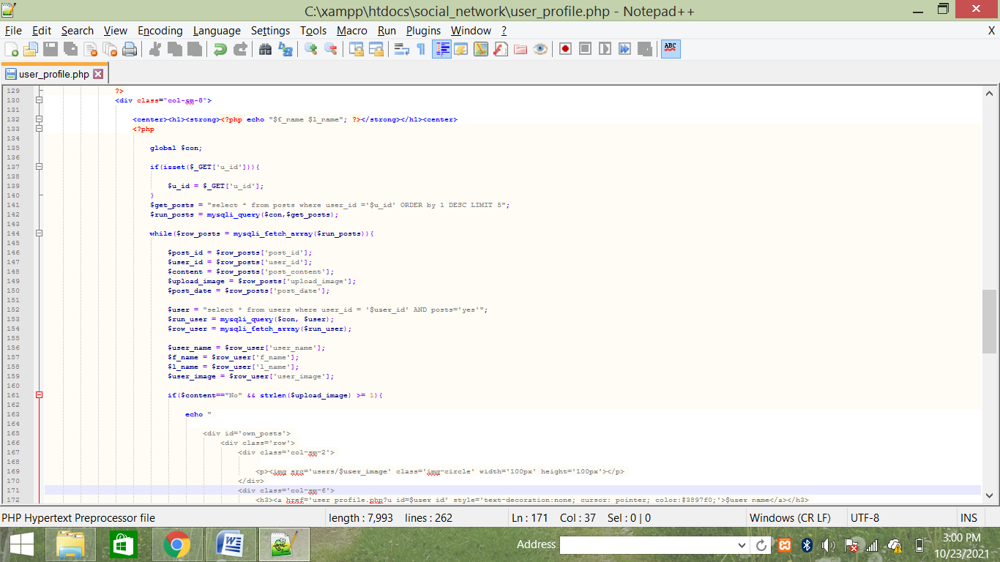 C:\xampp\htdocs\social_network\user_profile.php - Notepad++
File Edit Search View Encoding Language Settings Tools Macro Run Plugins Window ? X
ABC
user_profile.php
129 ?>
130 <div class="col-sm-8">
131
132 <center><h1><strong><?php echo "$f_name $l_name"; ?></strong></h1><center>
133 <?php
134
135 global $con;
136
137 if(isset($_GET['u_id'])){
138
139 $u_id = $_GET['u_id'];
140 }
141 $get_posts = "select * from posts where user_id ='$u_id' ORDER by 1 DESC LIMIT 5";
142 $run_posts = mysqli_query($con,$get_posts);
143
144 while($row_posts = mysqli_fetch_array($run_posts)){
145
146 $post_id = $row_posts['post_id'];
147 $user_id = $row_posts['user_id'];
148 $content = $row_posts['post_content'];
149 $upload_image = $row_posts['upload_image'];
150 $post_date = $row_posts['post_date'];
151
152 $user = "select * from users where user_id = '$user_id' AND posts='yes'";
153 $run_user = mysqli_query($con, $user);
154 $row_user = mysqli_fetch_array($run_user);
155
156 $user_name = $row_user['user_name'];
157 $f_name = $row_user['f_name'];
158 $l_name = $row_user['l_name'];
159 $user_image = $row_user['user_image'];
160
161 if($content=="No" && strlen($upload_image) >= 1){
162
163 echo "
164
165 <div id='own_posts'>
166 <div class='row'>
167 <div class='col-sm-2'>
168
169 <p><img src='users/$user_image' class='img-circle' width='100px' height='100px'></p>
170 </div>
171 <div class='col-sm-6'>
172 <h3><a href='user_profile.php?u_id=$user_id' style='text-decoration:none; cursor: pointer; color:#3897f0;'>$user_name</a></h3>
PHP Hypertext Preprocessor file length : 7,993 lines : 262 Ln : 171 Col : 37 Sel : 0 | 0 Windows (CR LF) UTF-8 INS
Address
3:00 PM
10/23/2021